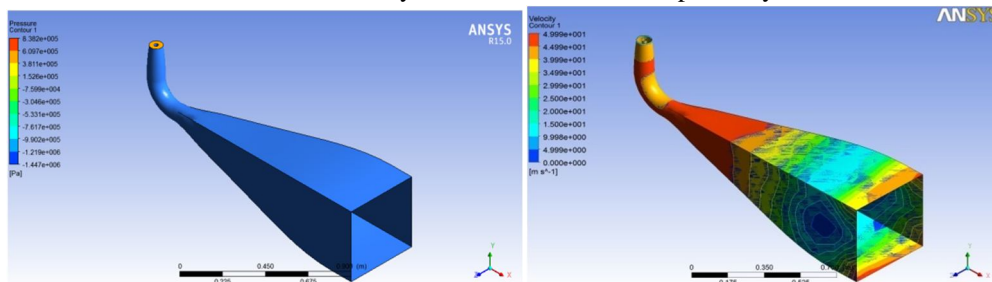 Pressure
Contour 1
8.382e+005
6.097e+005
3.811e+005
1.526e+005
-7.599e+004
-3.046e+005
-5.331e+005
-7.617e+005
-9.902e+005
-1.219e+006
-1.447e+006
[Pa]
ANSYS
R15.0
0
0.450
(m)
0.225
0.675
Y
Z
X
Velocity
Contour 1
4.999e+001
4.499e+001
3.999e+001
3.499e+001
2.999e+001
2.500e+001
2.000e+001
1.500e+001
9.998e+000
4.999e+000
0.000e+000
[m s^-1]
ANSYS
0
0.350
0.175
0.525
Y
Z
X